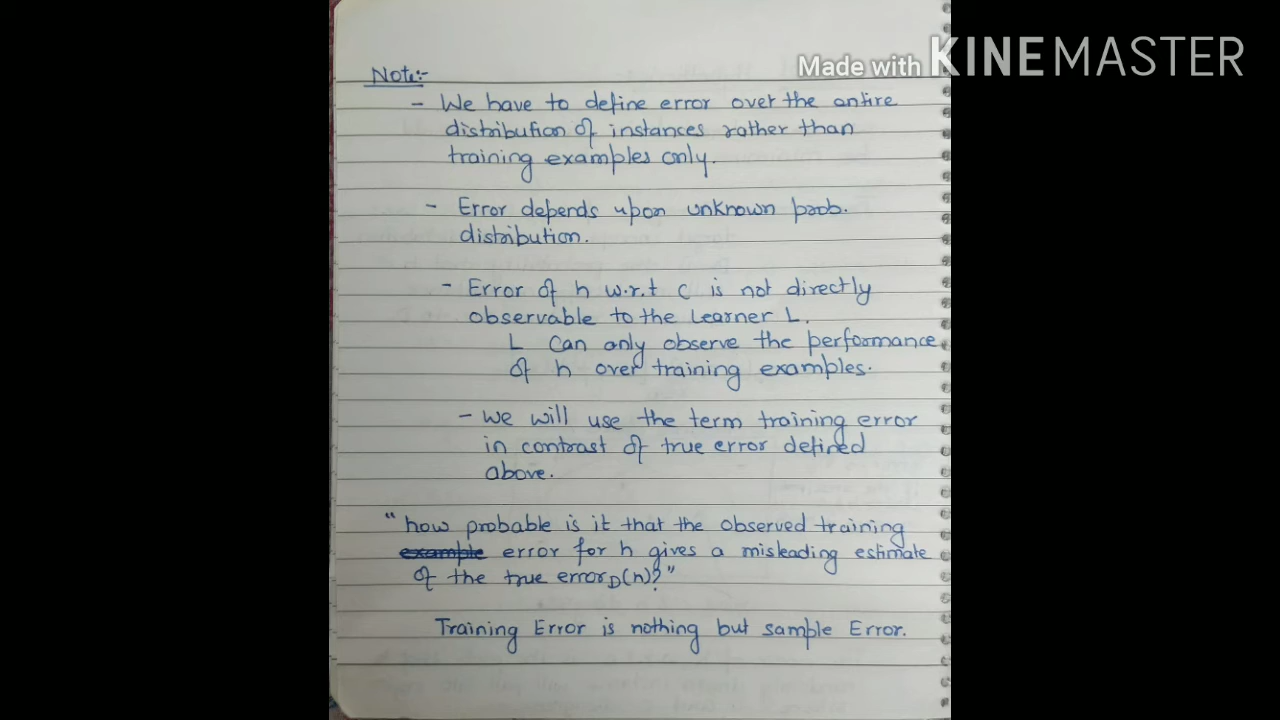 Made with KINEMASTER
Note:-
- We have to define error over the entire
distribution of instances rather than
training examples only.
- Error depends upon unknown prob.
distribution.
- Error of h w.r.t c is not directly
observable to the learner L.
L can only observe the performance
of h over training examples.
- We will use the term training error
in contrast of true error defined
above.
"how probable is it that the observed training
example error for h gives a misleading estimate
of the true error_D(h)?"
Training Error is nothing but sample Error.